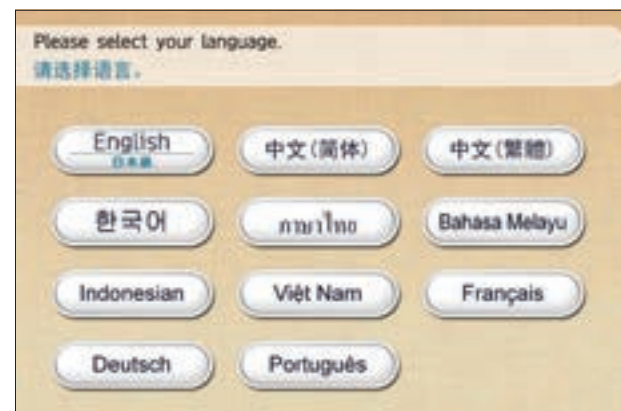 Please select your language.
请选择语言。
English
日本語
中文(简体)
中文(繁體)
한국어
ภาษาไทย
Bahasa Melayu
Indonesian
Việt Nam
Français
Deutsch
Português